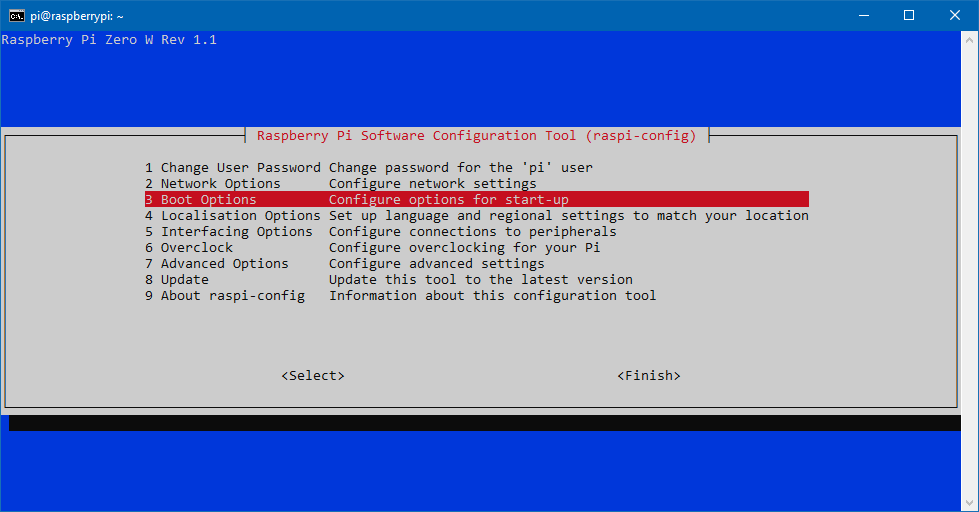 pi@raspberrypi: ~
Raspberry Pi Zero W Rev 1.1
Raspberry Pi Software Configuration Tool (raspi-config)
1 Change User Password Change password for the 'pi' user
2 Network Options Configure network settings
3 Boot Options Configure options for start-up
4 Localisation Options Set up language and regional settings to match your location
5 Interfacing Options Configure connections to peripherals
6 Overclock Configure overclocking for your Pi
7 Advanced Options Configure advanced settings
8 Update Update this tool to the latest version
9 About raspi-config Information about this configuration tool
<Select> <Finish>